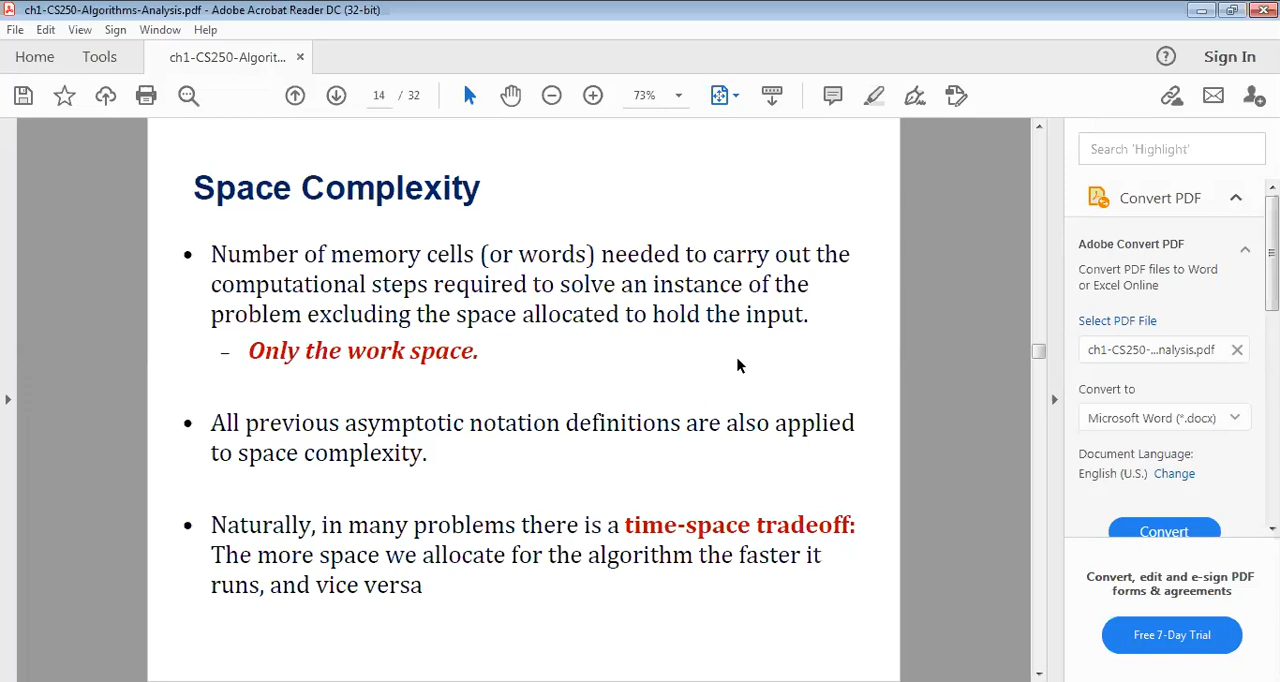 ch1-CS250-Algorithms-Analysis.pdf - Adobe Acrobat Reader DC (32-bit)
File Edit View Sign Window Help
Home Tools ch1-CS250-Algorit... × Sign In
14 / 32 73%
Space Complexity
• Number of memory cells (or words) needed to carry out the
computational steps required to solve an instance of the
problem excluding the space allocated to hold the input.
– Only the work space.
• All previous asymptotic notation definitions are also applied
to space complexity.
• Naturally, in many problems there is a time-space tradeoff:
The more space we allocate for the algorithm the faster it
runs, and vice versa
Search 'Highlight'
Convert PDF
Adobe Convert PDF
Convert PDF files to Word
or Excel Online
Select PDF File
ch1-CS250-...nalysis.pdf
Convert to
Microsoft Word (*.docx)
Document Language:
English (U.S.) Change
Convert
Convert, edit and e-sign PDF
forms & agreements
Free 7-Day Trial